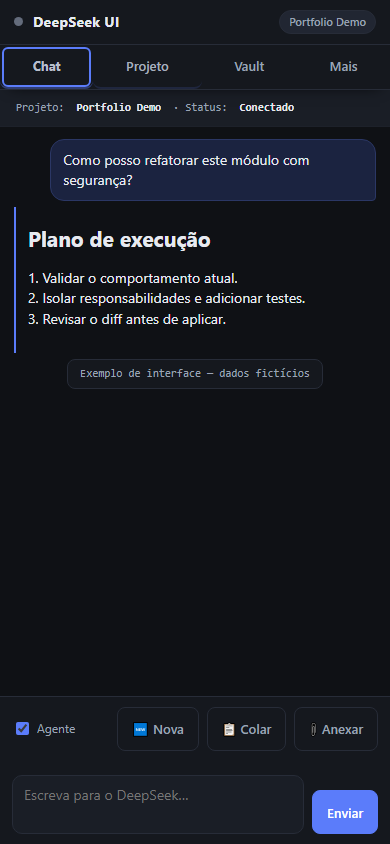 DeepSeek UI
Portfolio Demo
Chat
Projeto
Vault
Mais
Projeto: Portfolio Demo · Status: Conectado
Como posso refatorar este módulo com
segurança?
Plano de execução
1. Validar o comportamento atual.
2. Isolar responsabilidades e adicionar testes.
3. Revisar o diff antes de aplicar.
Exemplo de interface — dados fictícios
Agente
🆕 Nova
📋 Colar
📎 Anexar
Escreva para o DeepSeek...
Enviar